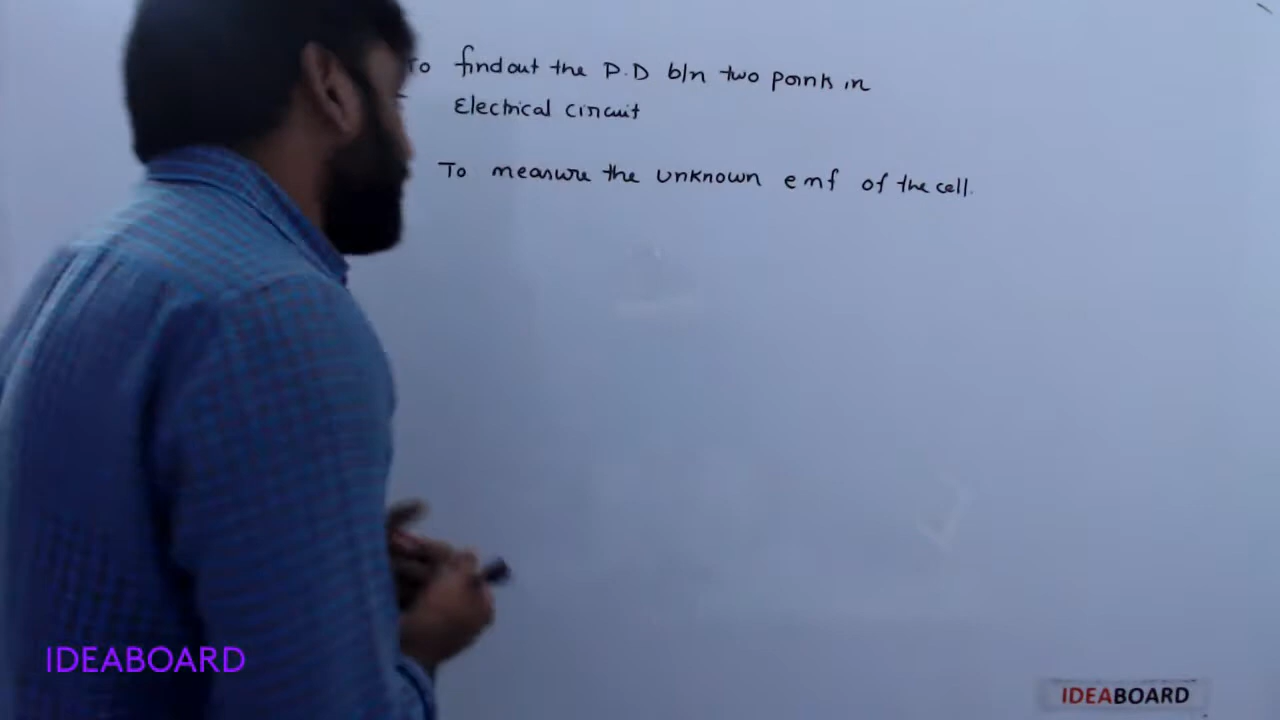 To find out the P.D b/n two points in
Electrical circuit
To measure the unknown emf of the cell.
IDEABOARD
IDEABOARD